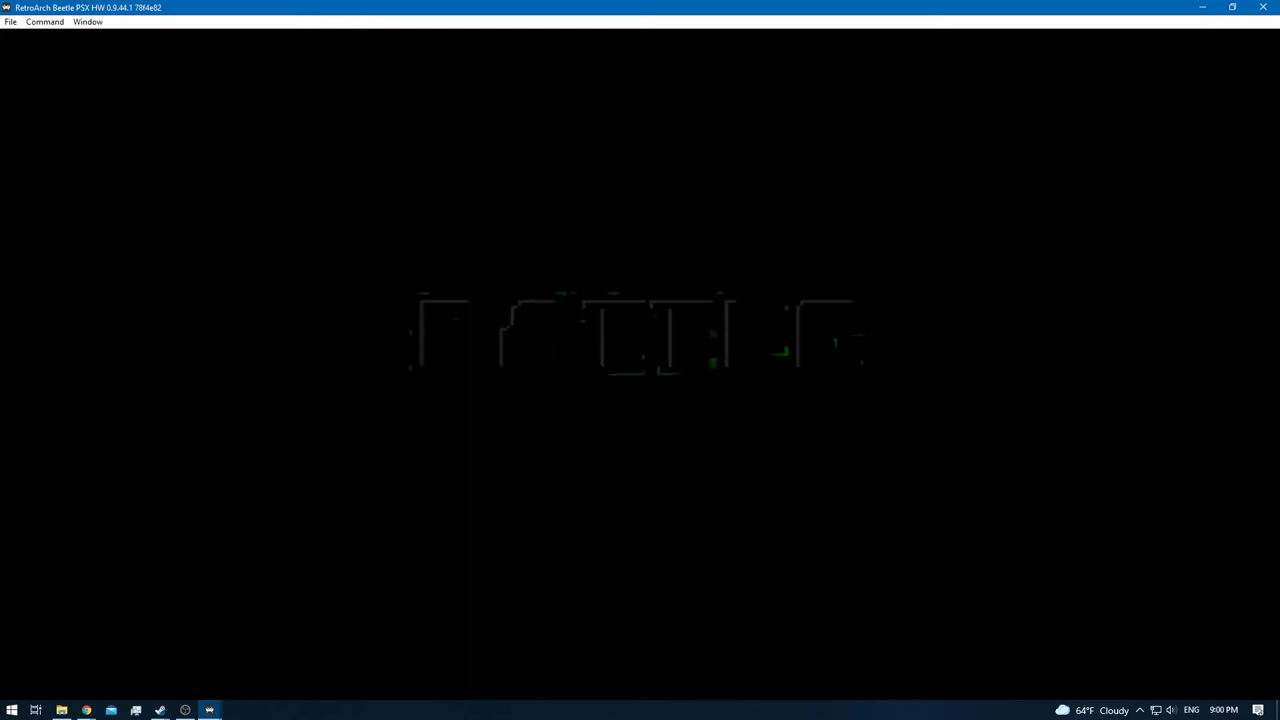 RetroArch Beetle PSX HW 0.9.44.1 78f4e82
File Command Window
64°F Cloudy ENG 9:00 PM